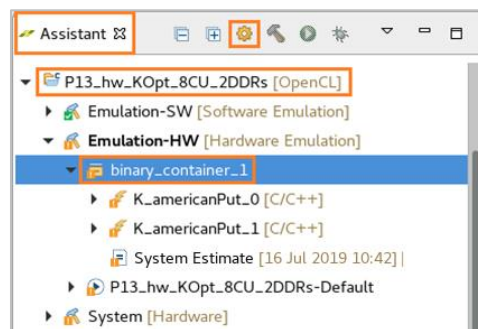 Assistant
P13_hw_KOpt_8CU_2DDRs [OpenCL]
Emulation-SW [Software Emulation]
Emulation-HW [Hardware Emulation]
binary_container_1
K_americanPut_0 [C/C++]
K_americanPut_1 [C/C++]
System Estimate [16 Jul 2019 10:42]
P13_hw_KOpt_8CU_2DDRs-Default
System [Hardware]